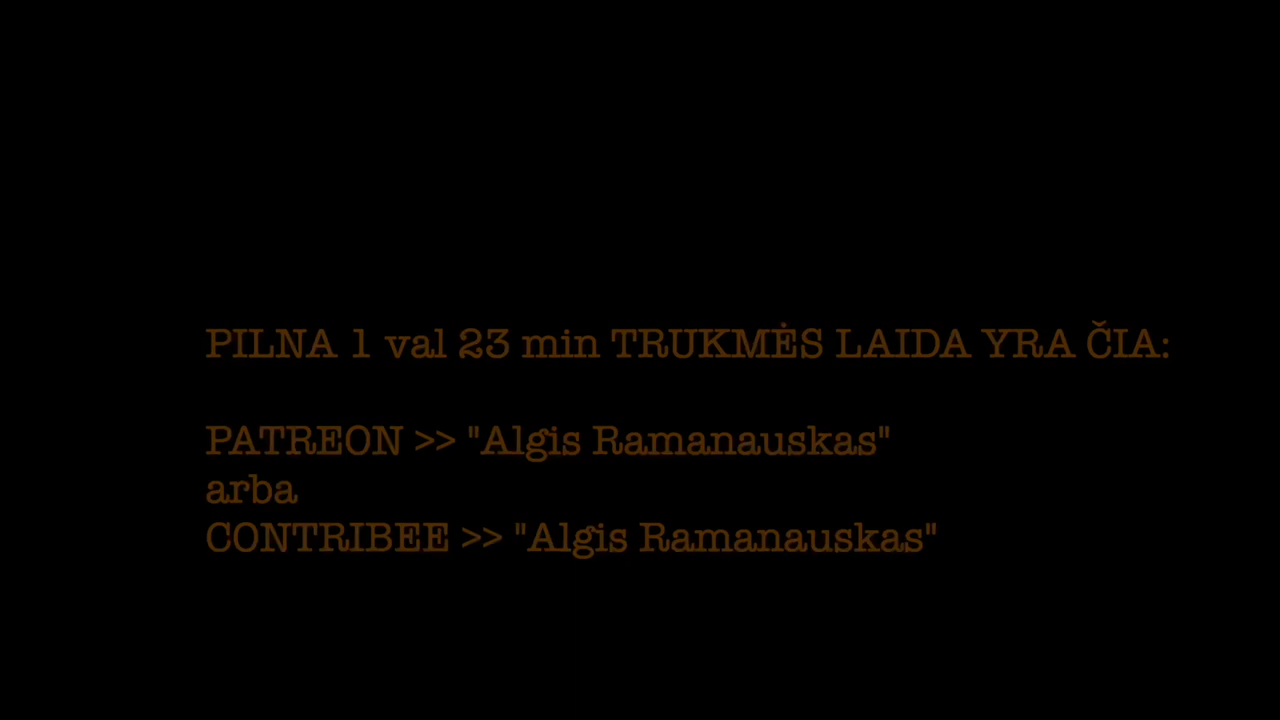 PILNA 1 val 23 min TRUKMĖS LAIDA YRA ČIA:
PATREON >> "Algis Ramanauskas"
arba
CONTRIBEE >> "Algis Ramanauskas"